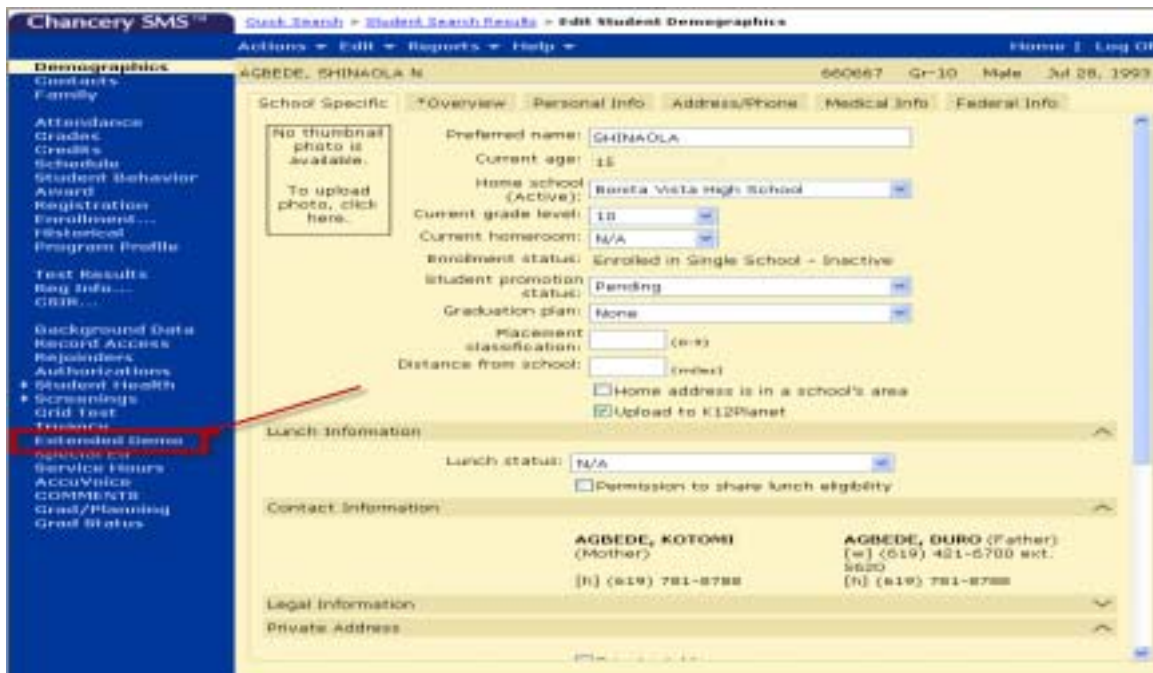 Chancery SMS™
Quick Search > Student Search Results > Edit Student Demographics
Actions Edit Reports Help Home | Log Of
Demographics
Contacts
Family
Attendance
Grades
Credits
Schedule
Student Behavior
Award
Registration
Enrollment...
Historical
Program Profile
Test Results
Reg Info...
Background Data
Record Access
Rejoinders
Authorizations
Student Health
Screenings
Grid Test
Truancy
Extended Demo
Special Ed
Service Hours
AccuVoice
COMMENTS
Grad/Planning
Grad Status
AGBEDE, SHINAOLA N 660667 Gr-10 Male Jul 28, 1993
School Specific *Overview Personal Info Address/Phone Medical Info Federal Info
No thumbnail photo is available.
To upload photo, click here.
Preferred name: SHINAOLA
Current age: 15
Home school (Active): Bonita Vista High School
Current grade level: 10
Current homeroom: N/A
Enrollment status: Enrolled in Single School - Inactive
Student promotion status: Pending
Graduation plan: None
Placement classification: (0-9)
Distance from school: (miles)
Home address is in a school's area
Upload to K12Planet
Lunch Information
Lunch status: N/A
Permission to share lunch eligibility
Contact Information
AGBEDE, KOTOMI
(Mother)
[h] (619) 781-8788
AGBEDE, DURO (Father)
[w] (619) 421-6700 ext.
5620
[h] (619) 781-8788
Legal Information
Private Address